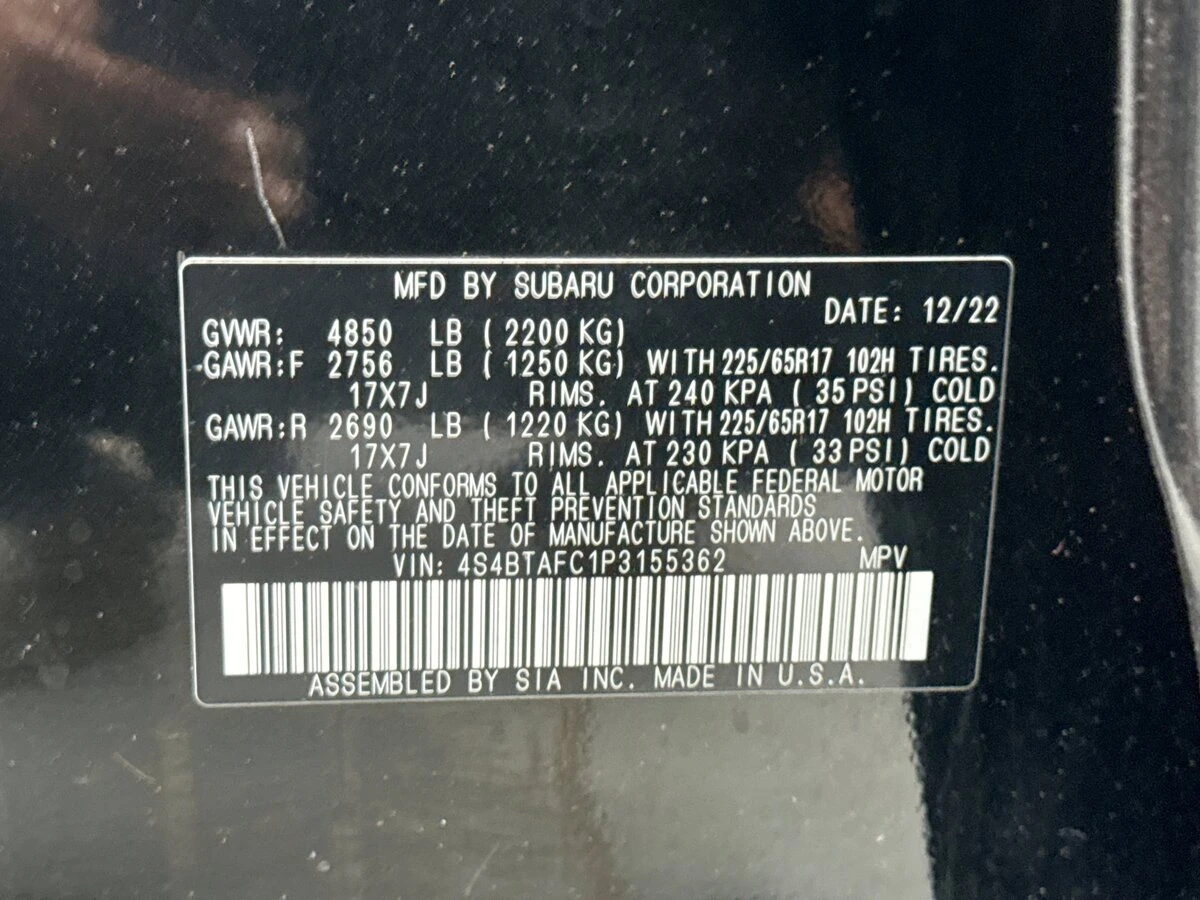 MFD BY SUBARU CORPORATION
DATE: 12/22
GVWR: 4850 LB ( 2200 KG)
GAWR:F 2756 LB ( 1250 KG) WITH 225/65R17 102H TIRES.
17X7J RIMS. AT 240 KPA ( 35 PSI) COLD
GAWR:R 2690 LB ( 1220 KG) WITH 225/65R17 102H TIRES.
17X7J RIMS. AT 230 KPA ( 33 PSI) COLD
THIS VEHICLE CONFORMS TO ALL APPLICABLE FEDERAL MOTOR
VEHICLE SAFETY AND THEFT PREVENTION STANDARDS
IN EFFECT ON THE DATE OF MANUFACTURE SHOWN ABOVE.
VIN: 4S4BTAFC1P3155362 MPV
ASSEMBLED BY SIA INC. MADE IN U.S.A.